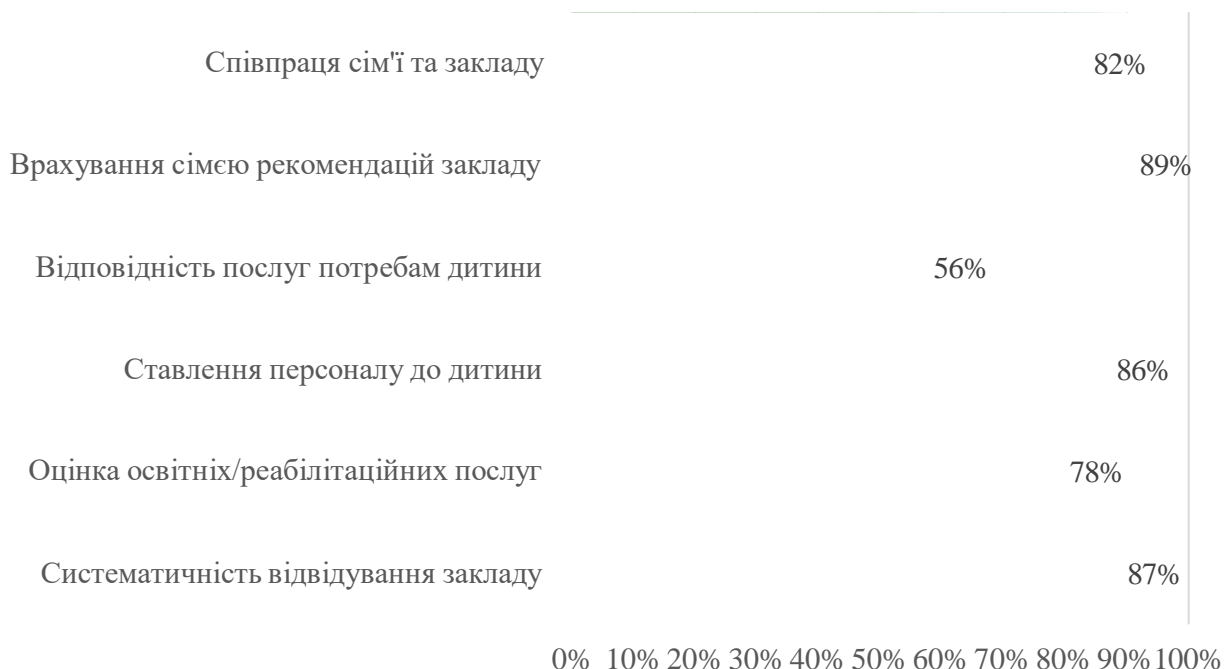 Співпраця сім'ї та закладу 82%
Врахування сімєю рекомендацій закладу 89%
Відповідність послуг потребам дитини 56%
Ставлення персоналу до дитини 86%
Оцінка освітніх/реабілітаційних послуг 78%
Систематичність відвідування закладу 87%
0% 10% 20% 30% 40% 50% 60% 70% 80% 90% 100%